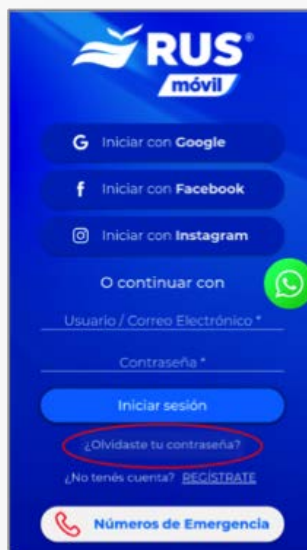 RUS®
móvil
G Iniciar con Google
f Iniciar con Facebook
Iniciar con Instagram
O continuar con
Usuario / Correo Electrónico *
Contraseña *
Iniciar sesión
¿Olvidaste tu contraseña?
¿No tenés cuenta? REGÍSTRATE
Números de Emergencia